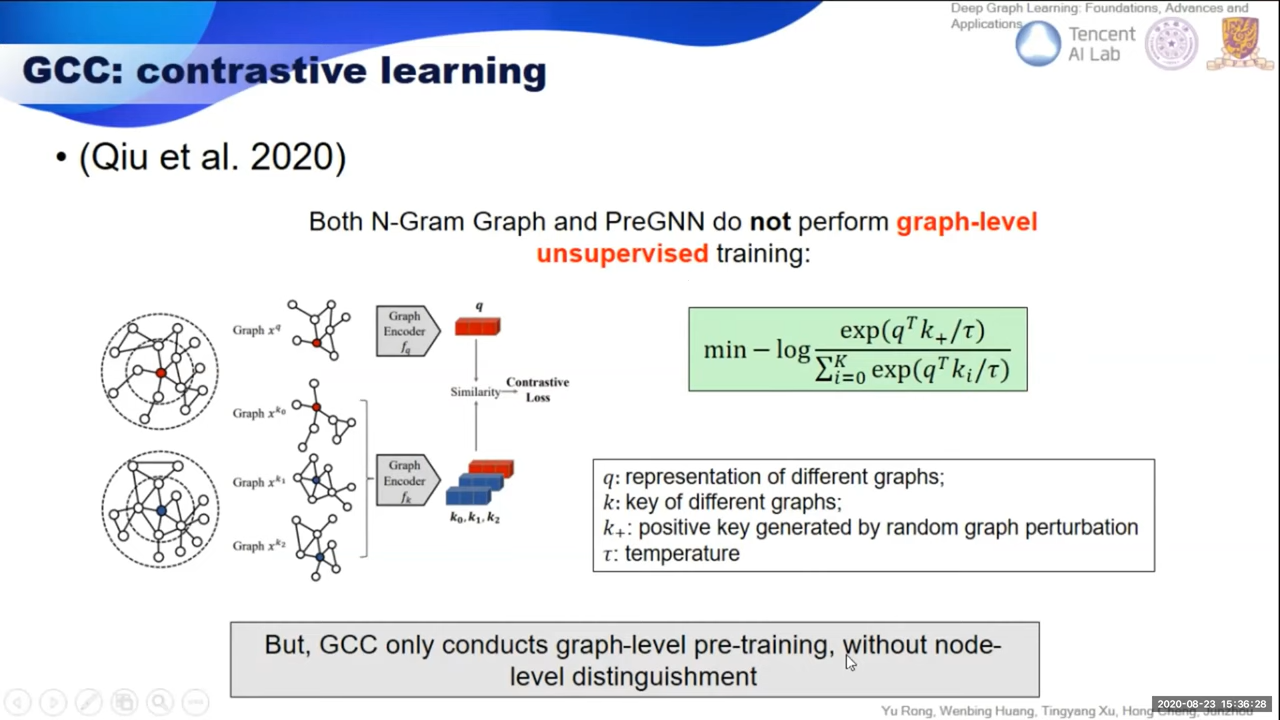 Deep Graph Learning: Foundations, Advances and
Applications
Tencent
AI Lab
GCC: contrastive learning
• (Qiu et al. 2020)
Both N-Gram Graph and PreGNN do not perform graph-level
unsupervised training:
Graph x^q
Graph
Encoder
f_q
q
Graph x^{k_0}
Similarity
Contrastive
Loss
Graph x^{k_1}
Graph
Encoder
f_k
k_0, k_1, k_2
Graph x^{k_2}
min − log exp(q^T k_+/τ) / ∑_{i=0}^{K} exp(q^T k_i/τ)
q: representation of different graphs;
k: key of different graphs;
k_+: positive key generated by random graph perturbation
τ: temperature
But, GCC only conducts graph-level pre-training, without node-
level distinguishment
2020-08-23 15:36:28
Yu Rong, Wenbing Huang, Tingyang Xu, Hong Cheng, Junzhou